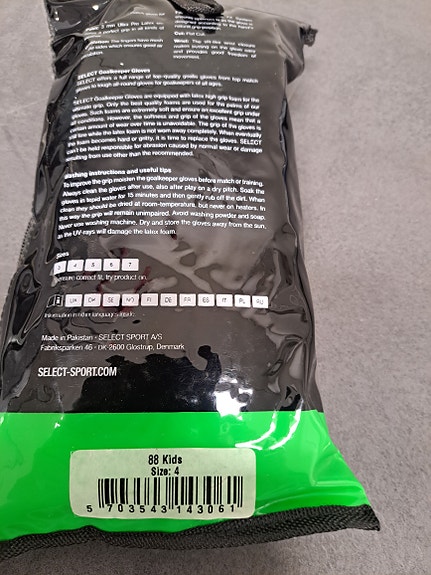 SELECT Goalkeeper Gloves
SELECT offers a full range of top-quality goalie gloves from top match
gloves to tough all-round gloves for goalkeepers of all ages.
SELECT Goalkeeper Gloves are equipped with latex high grip foam for the
ultimate grip. Only the best quality foams are used for the palms of our
gloves. Such foams are extremely soft and ensure an excellent grip under
all conditions. However, the softness and grip of the gloves mean that a
certain amount of wear over time is unavoidable. The grip of the gloves is
still fine while the latex foam is not worn away completely. When eventually
the foam becomes hard or gritty, it is time to replace the gloves. SELECT
can't be held responsible for abrasion caused by normal wear or damage
resulting from use other than the recommended.
Washing instructions and useful tips
To improve the grip moisten the goalkeeper gloves before match or training.
Always clean the gloves after use, also after play on a dry pitch. Soak the
gloves in tepid water for 15 minutes and then gently rub off the dirt. When
clean they should be dried at room-temperature, but never on heaters. In
this way the grip will remain unimpaired. Avoid washing powder and soap.
Never use washing machine. Dry and store the gloves away from the sun,
as the UV-rays will damage the latex foam.
Sizes
3 4 5 6 7
To ensure correct fit, try product on.
UK DK SE NO FI DE FR ES IT PL RU
Information in other languages inside.
Made in Pakistan • SELECT SPORT A/S
Fabriksparken 46 • DK-2600 Glostrup, Denmark
SELECT-SPORT.COM
88 Kids
Size: 4
5 703543 143061